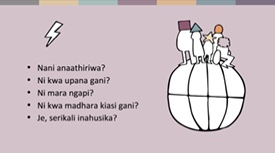 • Nani anaathiriwa?
• Ni kwa upana gani?
• Ni mara ngapi?
• Ni kwa madhara kiasi gani?
• Je, serikali inahusika?